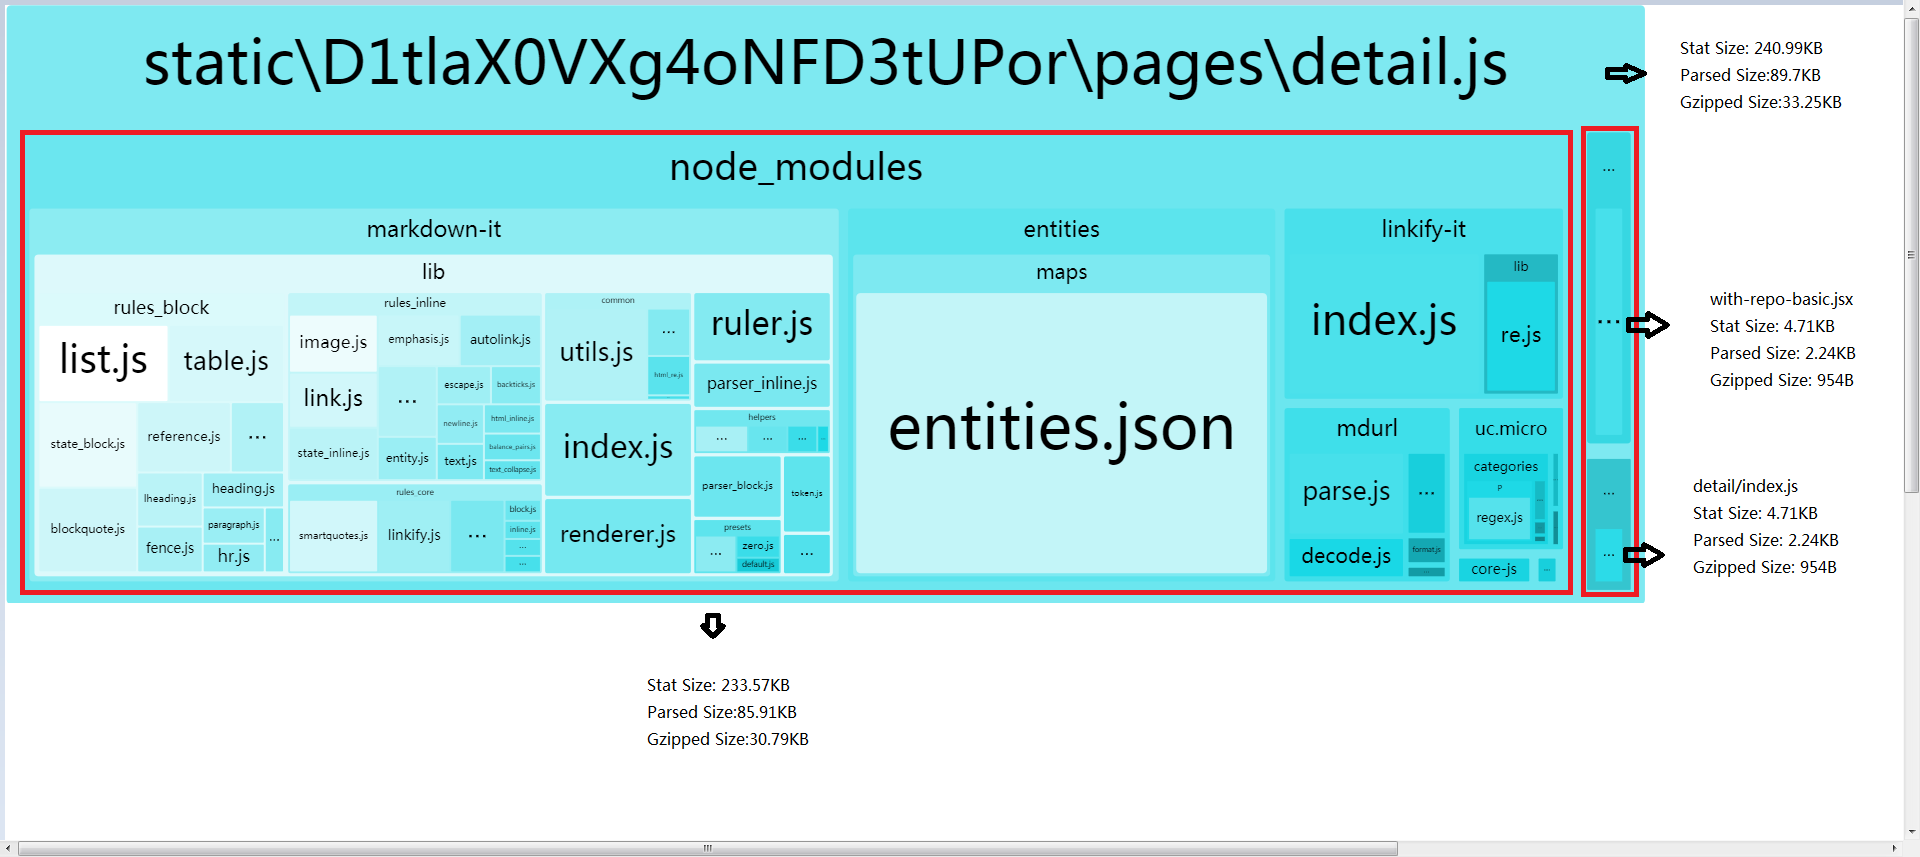 static\D1tlaX0VXg4oNFD3tUPor\pages\detail.js
Stat Size: 240.99KB
Parsed Size:89.7KB
Gzipped Size:33.25KB
node_modules
...
markdown-it
entities
linkify-it
lib
maps
index.js
lib
re.js
rules_block
list.js
table.js
state_block.js
reference.js
...
blockquote.js
lheading.js
heading.js
paragraph.js
...
fence.js
hr.js
rules_inline
image.js
emphasis.js
autolink.js
link.js
...
escape.js
backticks.js
newline.js
html_inline.js
balance_pairs.js
state_inline.js
entity.js
text.js
text_collapse.js
rules_core
smartquotes.js
linkify.js
...
block.js
inline.js
...
...
common
utils.js
...
html_re.js
index.js
renderer.js
ruler.js
parser_inline.js
helpers
...
...
...
..
parser_block.js
token.js
presets
...
zero.js
default.js
...
entities.json
mdurl
parse.js
...
decode.js
format.js
...
uc.micro
categories
P
regex.js
...
core-js
...
...
with-repo-basic.jsx
Stat Size: 4.71KB
Parsed Size: 2.24KB
Gzipped Size: 954B
...
...
detail/index.js
Stat Size: 4.71KB
Parsed Size: 2.24KB
Gzipped Size: 954B
Stat Size: 233.57KB
Parsed Size:85.91KB
Gzipped Size:30.79KB